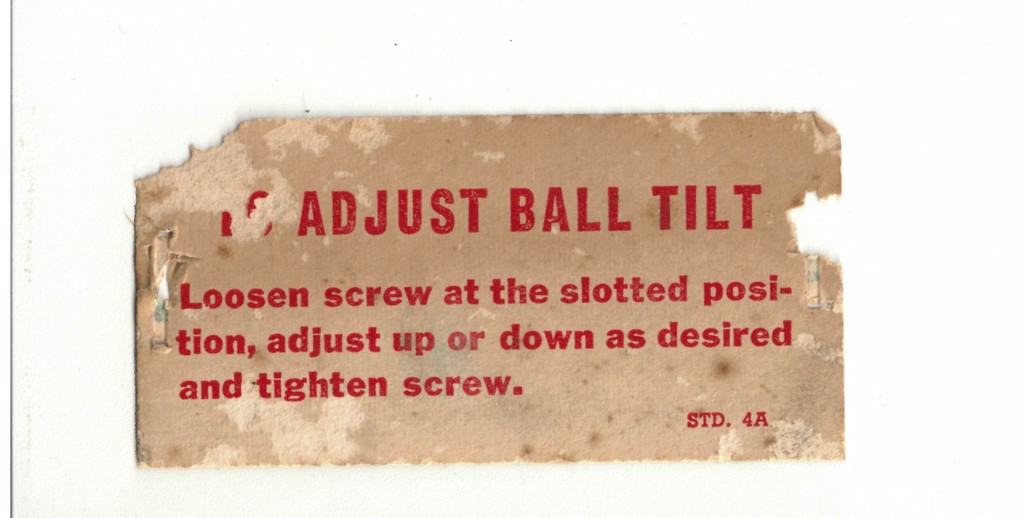 TO ADJUST BALL TILT
Loosen screw at the slotted posi-
tion, adjust up or down as desired
and tighten screw.
STD. 4A